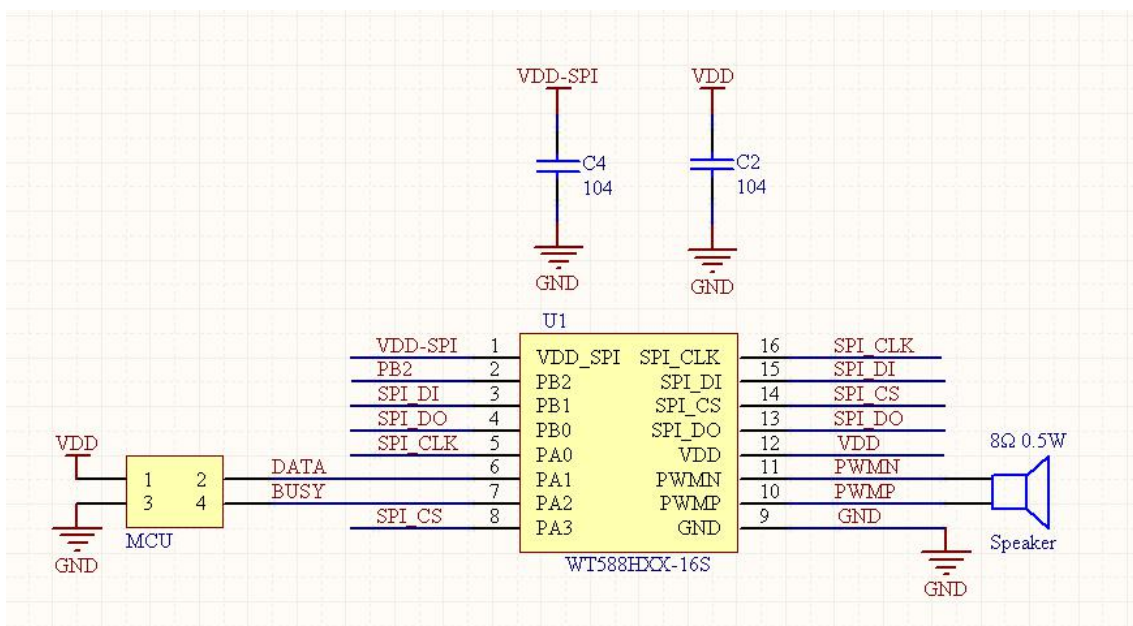 VDD-SPI VDD
C4 C2
104 104
GND GND
U1
VDD-SPI 1 VDD_SPI SPI_CLK 16 SPI_CLK
PB2 2 PB2 SPI_DI 15 SPI_DI
SPI_DI 3 PB1 SPI_CS 14 SPI_CS
SPI_DO 4 PB0 SPI_DO 13 SPI_DO
SPI_CLK 5 PA0 VDD 12 VDD
VDD 8Ω 0.5W
1 2 DATA 6 PA1 PWMN 11 PWMN
3 4 BUSY 7 PA2 PWMP 10 PWMP
SPI_CS 8 PA3 GND 9 GND
MCU Speaker
GND WT588HXX-16S
GND